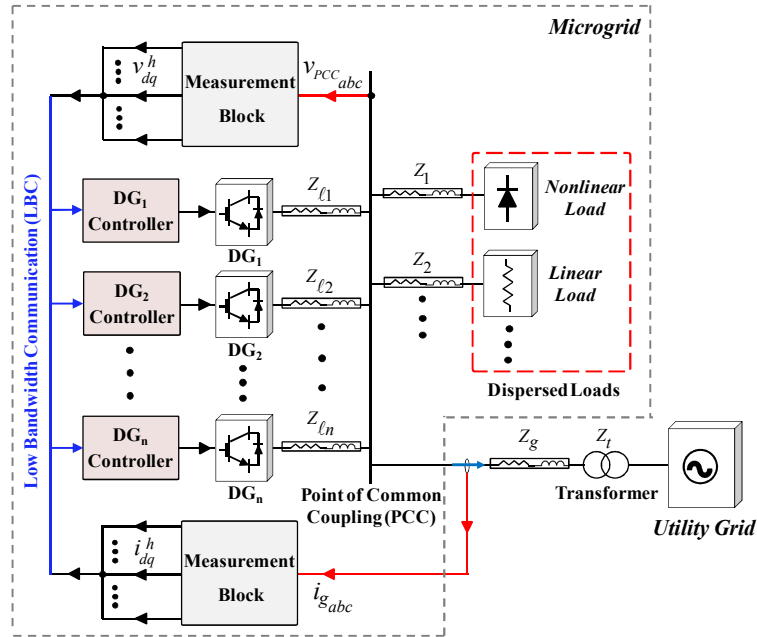 Microgrid
v_dq^h
Measurement
Block
v_PCC_abc
Low Bandwidth Communication (LBC)
DG1
Controller
DG1
Z_ℓ1
Z1
Nonlinear
Load
DG2
Controller
DG2
Z_ℓ2
Z2
Linear
Load
Dispersed Loads
DGn
Controller
DGn
Z_ℓn
Point of Common
Coupling (PCC)
Z_g
Z_t
Transformer
Utility Grid
i_dq^h
Measurement
Block
i_g_abc